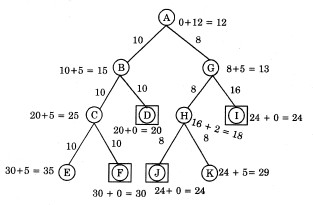 A 0+12 = 12
10 8
10+5 = 15 B G 8+5 = 13
10 10 8 16
20+5 = 25 C D H I 24 + 0 = 24
16 + 2 = 18
20+0 = 20
10 10 8 8
30+5 = 35 E F J K 24 + 5= 29
30 + 0 = 30 24+ 0 = 24